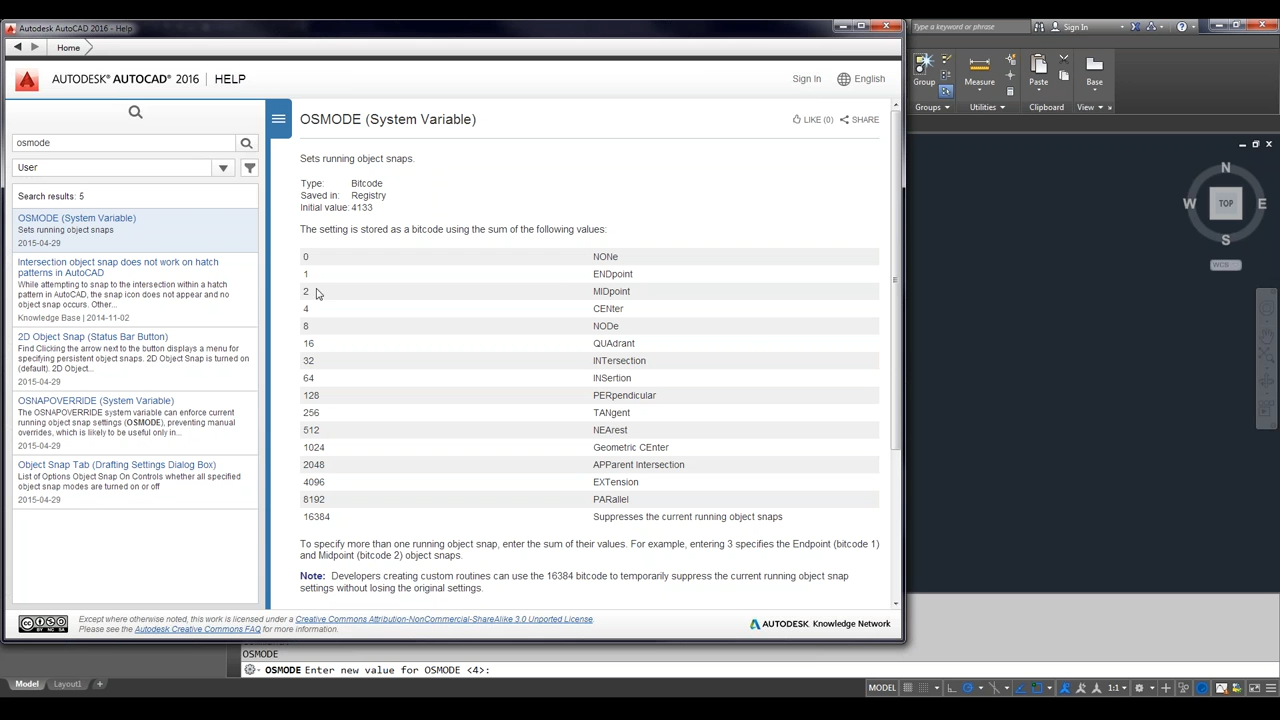 Autodesk AutoCAD 2016 - Help
Type a keyword or phrase
Sign In
Home
AUTODESK® AUTOCAD® 2016 | HELP
Sign In
English
Group
Measure
Paste
Base
Groups
Utilities
Clipboard
View
osmode
User
Search results: 5
OSMODE (System Variable)
Sets running object snaps
2015-04-29
Intersection object snap does not work on hatch
patterns in AutoCAD
While attempting to snap to the intersection within a hatch
pattern in AutoCAD, the snap icon does not appear and no
object snap occurs. Other...
Knowledge Base | 2014-11-02
2D Object Snap (Status Bar Button)
Find Clicking the arrow next to the button displays a menu for
specifying persistent object snaps. 2D Object Snap is turned on
(default). 2D Object...
2015-04-29
OSNAPOVERRIDE (System Variable)
The OSNAPOVERRIDE system variable can enforce current
running object snap settings (OSMODE), preventing manual
overrides, which is likely to be useful only in...
2015-04-29
Object Snap Tab (Drafting Settings Dialog Box)
List of Options Object Snap On Controls whether all specified
object snap modes are turned on or off
2015-04-29
OSMODE (System Variable)
LIKE (0)
SHARE
Sets running object snaps.
Type: Bitcode
Saved in: Registry
Initial value: 4133
The setting is stored as a bitcode using the sum of the following values:
0 NONe
1 ENDpoint
2 MIDpoint
4 CENter
8 NODe
16 QUAdrant
32 INTersection
64 INSertion
128 PERpendicular
256 TANgent
512 NEArest
1024 Geometric CEnter
2048 APParent Intersection
4096 EXTension
8192 PARallel
16384 Suppresses the current running object snaps
To specify more than one running object snap, enter the sum of their values. For example, entering 3 specifies the Endpoint (bitcode 1)
and Midpoint (bitcode 2) object snaps.
Note: Developers creating custom routines can use the 16384 bitcode to temporarily suppress the current running object snap
settings without losing the original settings.
N
W TOP E
S
WCS
Except where otherwise noted, this work is licensed under a Creative Commons Attribution-NonCommercial-ShareAlike 3.0 Unported License.
Please see the Autodesk Creative Commons FAQ for more information.
AUTODESK Knowledge Network
OSMODE
OSMODE Enter new value for OSMODE <4>:
Model Layout1 +
MODEL
1:1